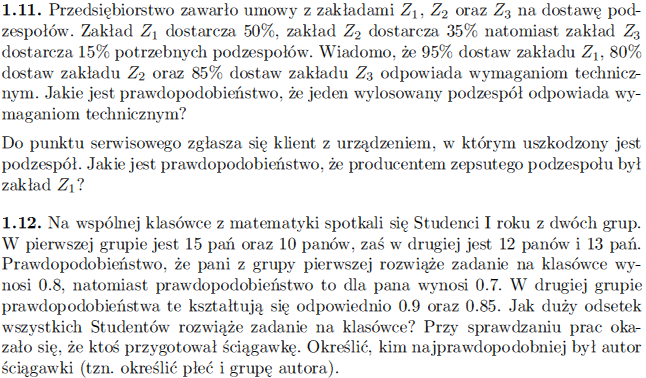 1.11. Przedsiębiorstwo zawarło umowy z zakładami Z₁, Z₂ oraz Z₃ na dostawę pod-
zespołów. Zakład Z₁ dostarcza 50%, zakład Z₂ dostarcza 35% natomiast zakład Z₃
dostarcza 15% potrzebnych podzespołów. Wiadomo, że 95% dostaw zakładu Z₁, 80%
dostaw zakładu Z₂ oraz 85% dostaw zakładu Z₃ odpowiada wymaganiom technicz-
nym. Jakie jest prawdopodobieństwo, że jeden wylosowany podzespół odpowiada wy-
maganiom technicznym?
Do punktu serwisowego zgłasza się klient z urządzeniem, w którym uszkodzony jest
podzespół. Jakie jest prawdopodobieństwo, że producentem zepsutego podzespołu był
zakład Z₁?
1.12. Na wspólnej klasówce z matematyki spotkali się Studenci I roku z dwóch grup.
W pierwszej grupie jest 15 pań oraz 10 panów, zaś w drugiej jest 12 panów i 13 pań.
Prawdopodobieństwo, że pani z grupy pierwszej rozwiąże zadanie na klasówce wy-
nosi 0.8, natomiast prawdopodobieństwo to dla pana wynosi 0.7. W drugiej grupie
prawdopodobieństwa te kształtują się odpowiednio 0.9 oraz 0.85. Jak duży odsetek
wszystkich Studentów rozwiąże zadanie na klasówce? Przy sprawdzaniu prac oka-
zało się, że ktoś przygotował ściągawkę. Określić, kim najprawdopodobniej był autor
ściągawki (tzn. określić płeć i grupę autora).